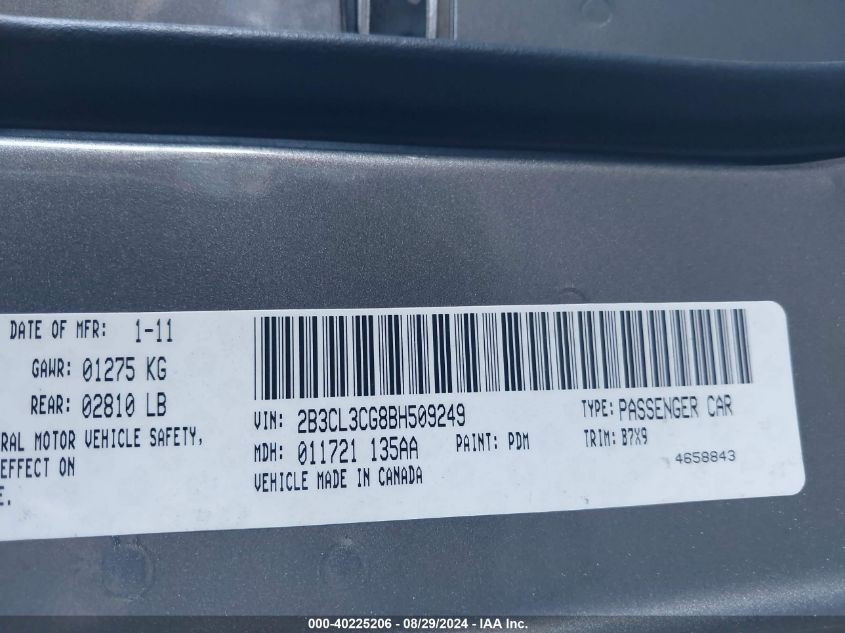 DATE OF MFR: 1-11
GAWR: 01275 KG
REAR: 02810 LB
RAL MOTOR VEHICLE SAFETY,
EFFECT ON
E.
VIN: 2B3CL3CG8BH509249
TYPE: PASSENGER CAR
MDH: 011721 135AA
PAINT: PDM
TRIM: B7X9
VEHICLE MADE IN CANADA
4658843
000-40225206 - 08/29/2024 - IAA Inc.